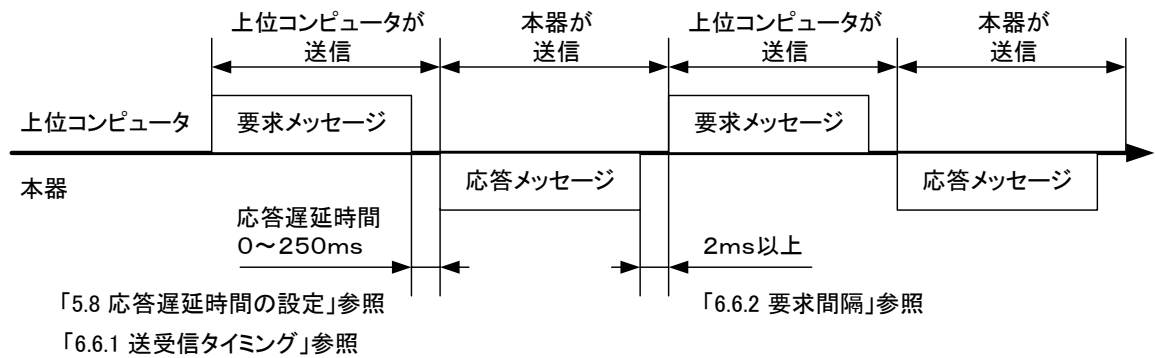 上位コンピュータが
送信
本器が
送信
上位コンピュータが
送信
本器が
送信
上位コンピュータ
要求メッセージ
要求メッセージ
本器
応答メッセージ
応答メッセージ
応答遅延時間
0～250ms
2ms以上
「5.8 応答遅延時間の設定」参照
「6.6.2 要求間隔」参照
「6.6.1 送受信タイミング」参照